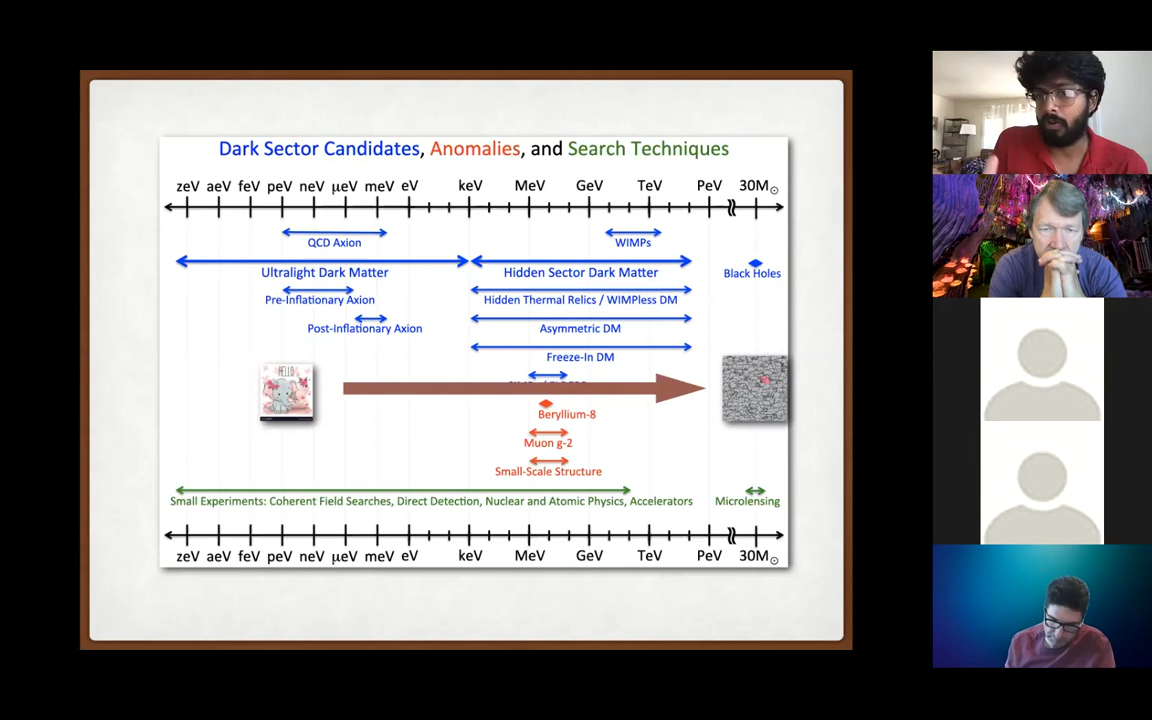 Dark Sector Candidates, Anomalies, and Search Techniques
zeV aeV feV peV neV μeV meV eV keV MeV GeV TeV PeV 30M⊙
QCD Axion WIMPs
Ultralight Dark Matter Hidden Sector Dark Matter Black Holes
Pre-Inflationary Axion Hidden Thermal Relics / WIMPless DM
Post-Inflationary Axion Asymmetric DM
Freeze-In DM
HELLO
Beryllium-8
Muon g-2
Small-Scale Structure
Small Experiments: Coherent Field Searches, Direct Detection, Nuclear and Atomic Physics, Accelerators Microlensing
zeV aeV feV peV neV μeV meV eV keV MeV GeV TeV PeV 30M⊙